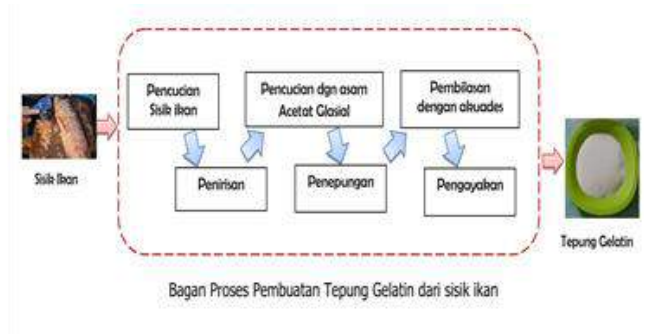 Sisik Ikan
Pencucian
Sisik ikan
Penirisan
Pencucian dgn asam
Acetat Glasial
Penepungan
Pembilasan
dengan akuades
Pengayakan
Tepung Gelatin
Bagan Proses Pembuatan Tepung Gelatin dari sisik ikan